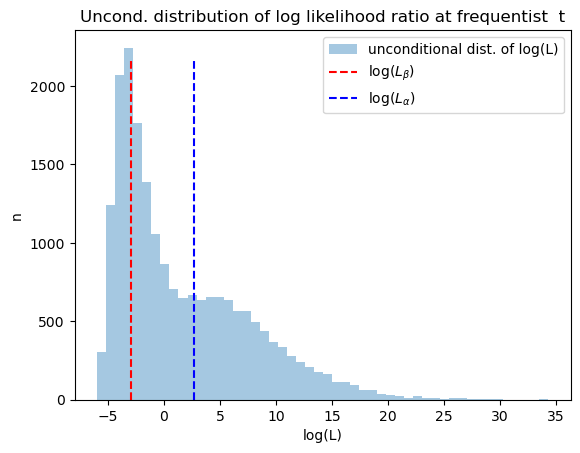 Uncond. distribution of log likelihood ratio at frequentist  t
unconditional dist. of log(L)
log(L_β)
log(L_α)
n
2000
1500
1000
500
0
−5
0
5
10
15
20
25
30
35
log(L)